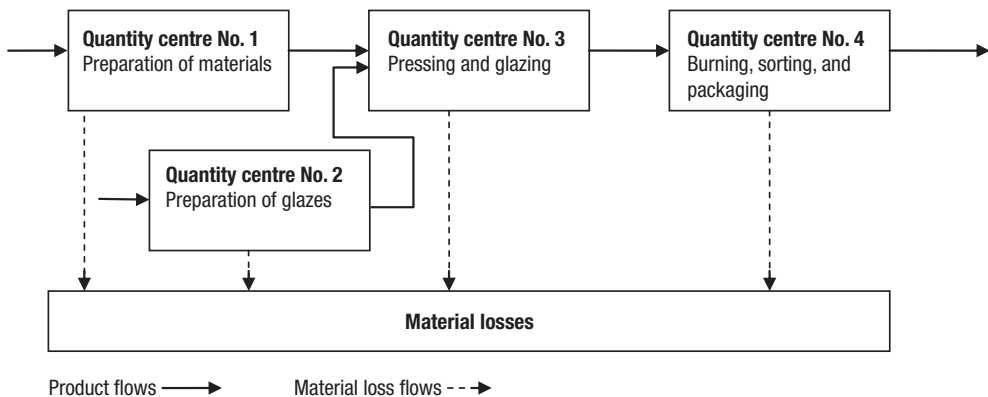 Quantity centre No. 1
Preparation of materials
Quantity centre No. 3
Pressing and glazing
Quantity centre No. 4
Burning, sorting, and
packaging
Quantity centre No. 2
Preparation of glazes
Material losses
Product flows
Material loss flows